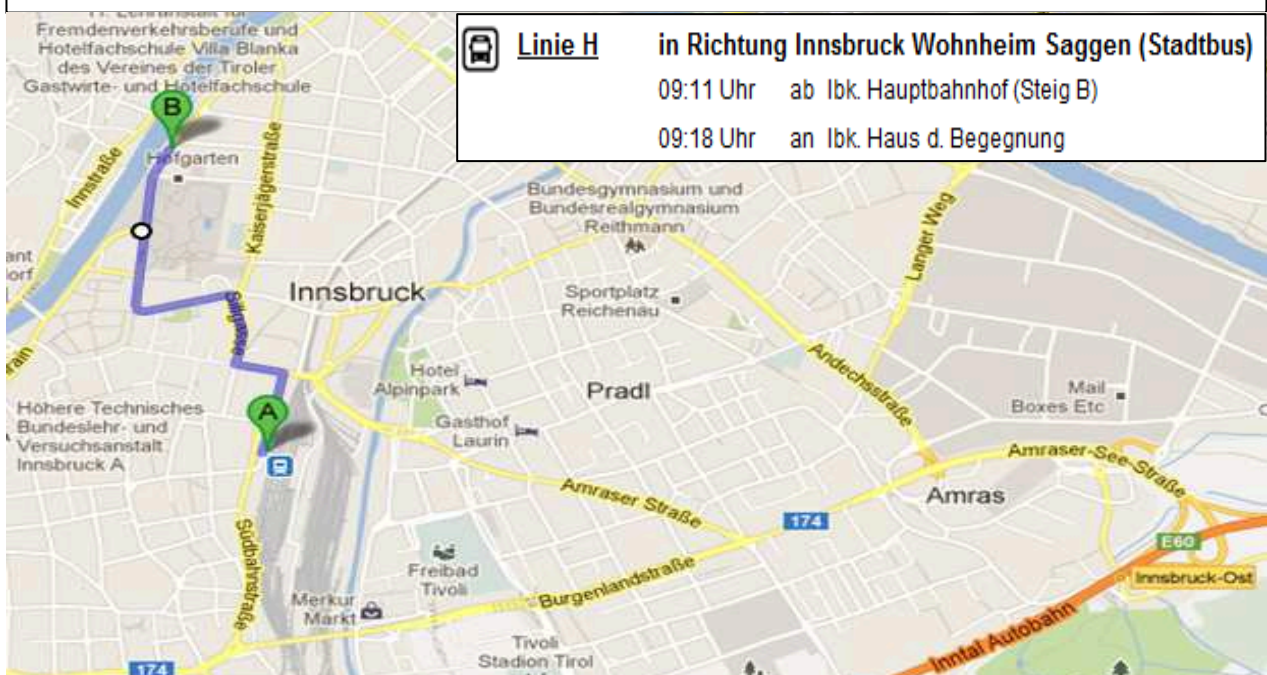 Fremdenverkehrsberufe und
Hotelfachschule Villa Blanka
des Vereines der Tiroler
Gastwirte- und Hotelfachschule
B
Linie H in Richtung Innsbruck Wohnheim Saggen (Stadtbus)
09:11 Uhr ab Ibk. Hauptbahnhof (Steig B)
09:18 Uhr an Ibk. Haus d. Begegnung
Innstraße
Hofgarten
Kaiserjägerstraße
Bundesgymnasium und
Bundesrealgymnasium
Reithmann
Langer Weg
ant
orf
Innsbruck
Sillgasse
Sportplatz
Reichenau
rain
Hotel
Alpinpark
Pradl
Andechsstraße
Mail
Boxes Etc
A
Höhere Technisches
Bundeslehr- und
Versuchsanstalt
Innsbruck A
Gasthof
Laurin
Amraser-See-Straße
Amraser Straße
Amras
174
E60
Südbahnstraße
Freibad
Tivoli
Burgenlandstraße
Innsbruck-Ost
Merkur
Markt
Inntal Autobahn
Tivoli
Stadion Tirol
174